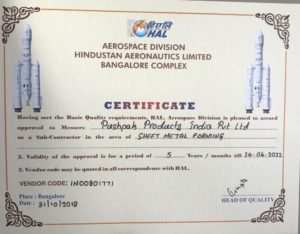 हिएएलि
HAL
AEROSPACE DIVISION
HINDUSTAN AERONAUTICS LIMITED
BANGALORE COMPLEX
CERTIFICATE
Having met the Basic Quality requirements, HAL, Aerospace Division is pleased to accord
approval to Messers Pushpak Products India Pvt Ltd
as a Sub-Contractor in the area of SHEET METAL FORMING
2. Validity of the approval is for a period of 5 Years / months till 24-06-2022
3. Vendor code may be quoted in all correspondence with HAL.
VENDOR CODE: IN00801771
Place : Bangalore
Date : 31/10/2018
HEAD OF QUALITY